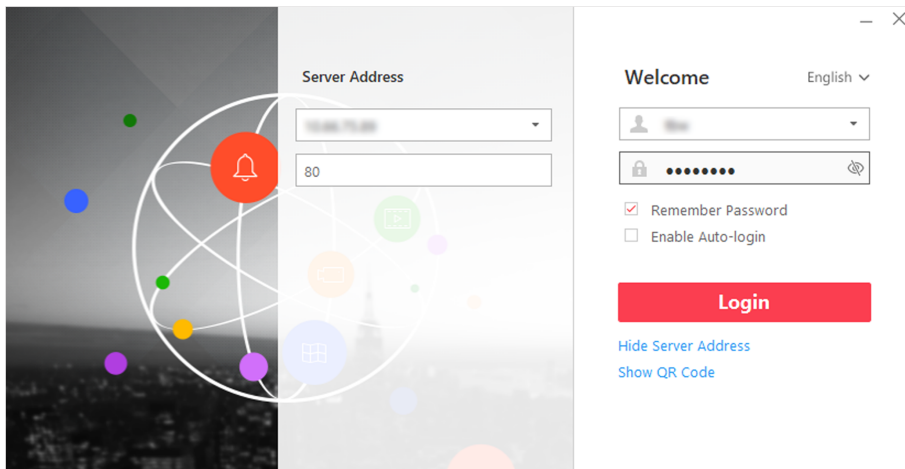 Server Address
80
Welcome
English
Remember Password
Enable Auto-login
Login
Hide Server Address
Show QR Code